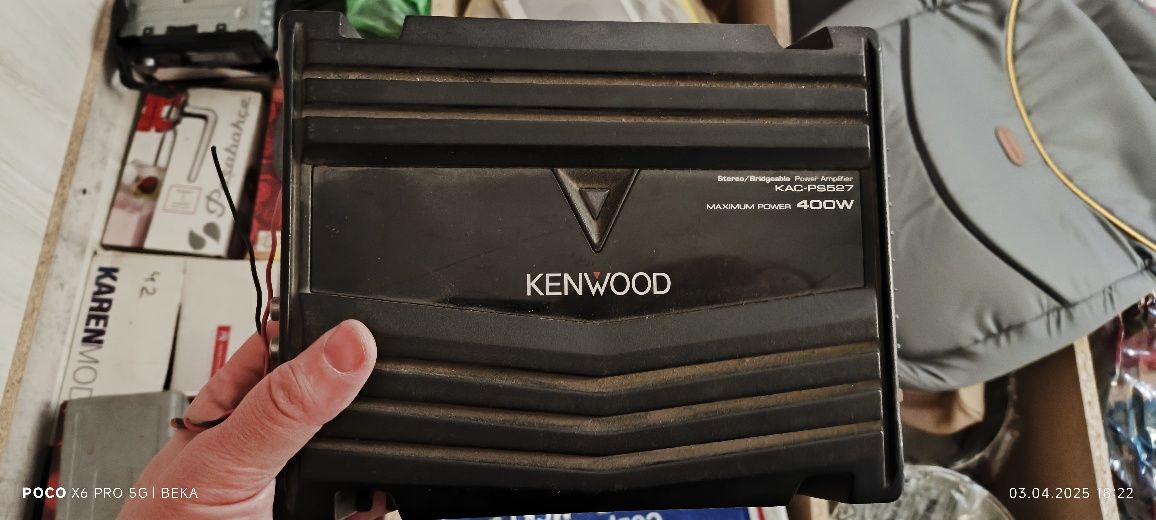 Stereo/Bridgeable Power Amplifier
KAC-PS527
MAXIMUM POWER 400W
KENWOOD
KAREN
42
POCO X6 PRO 5G | BEKA
03.04.2025 18:22